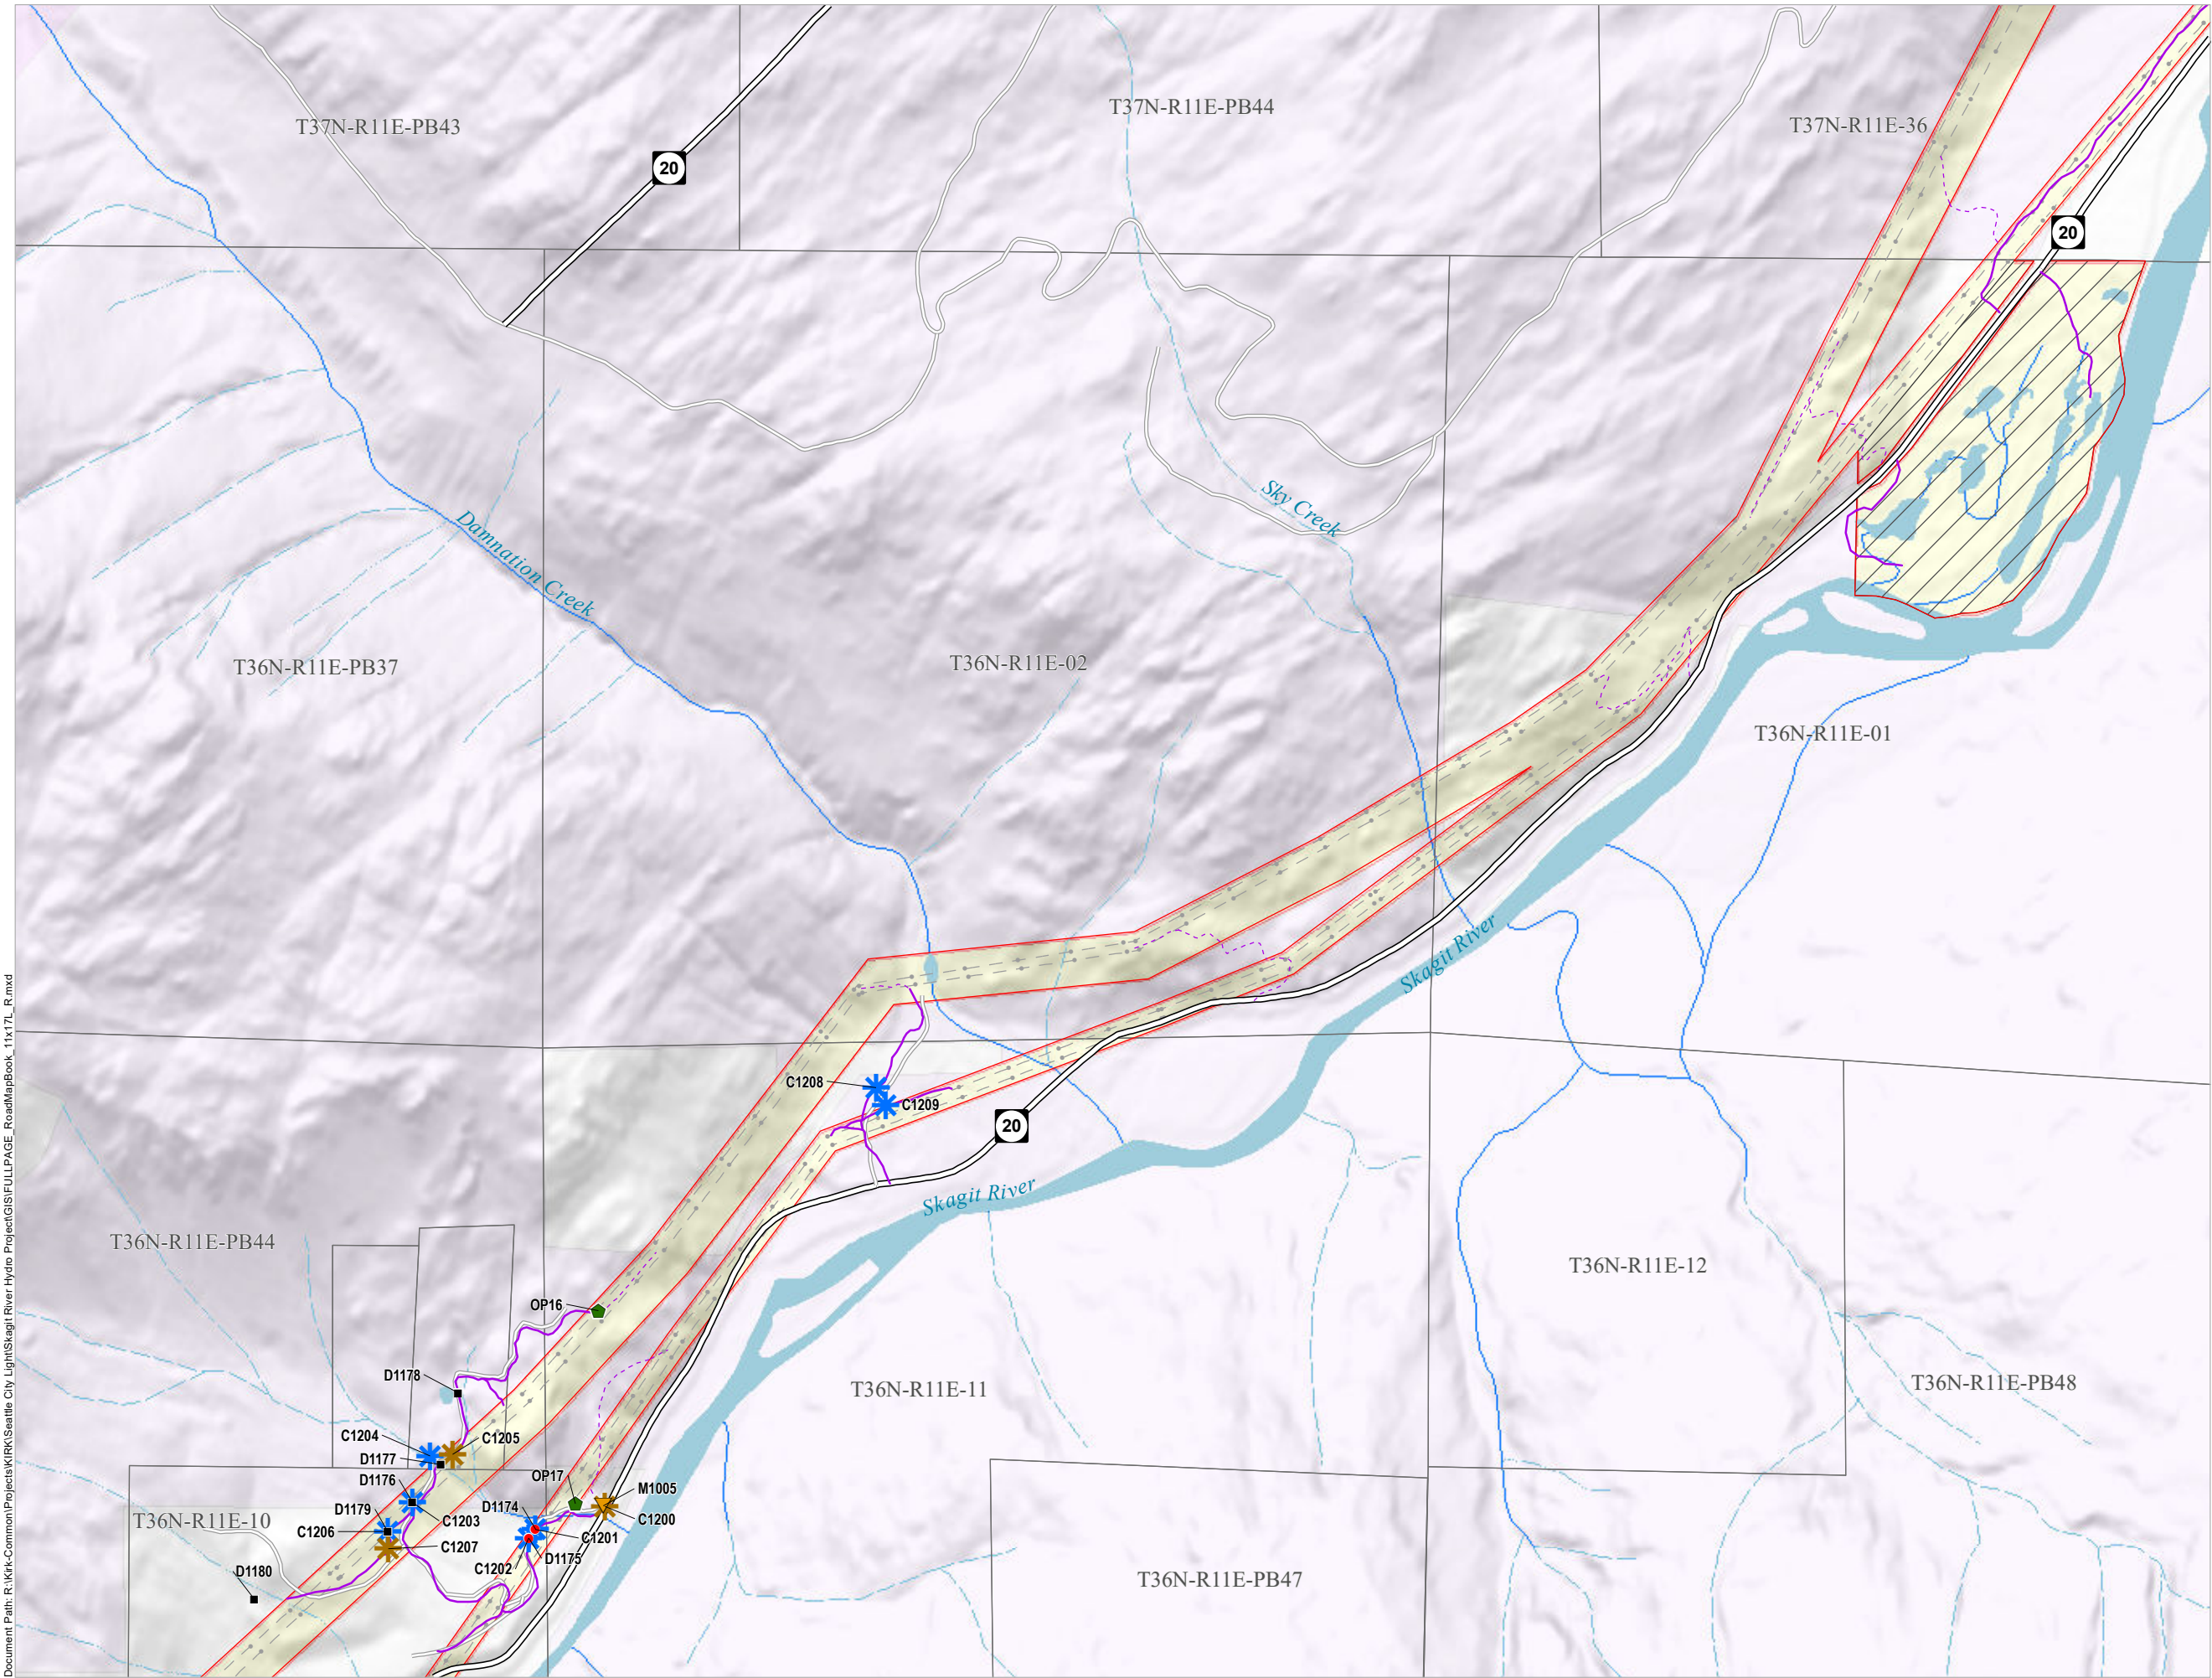 T37N-R11E-PB43
T37N-R11E-PB44
T37N-R11E-36
20
20
Damnation Creek
Sky Creek
T36N-R11E-PB37
T36N-R11E-02
T36N-R11E-01
Skagit River
C1208
C1209
20
Skagit River
T36N-R11E-PB44
T36N-R11E-12
OP16
D1178
T36N-R11E-11
T36N-R11E-PB48
C1204
C1205
D1177
D1176
OP17
M1005
D1179
D1174
C1200
T36N-R11E-10
C1206
C1203
C1201
C1207
D1175
C1202
D1180
T36N-R11E-PB47
Document Path: R:\Kirk-Common\Projects\KIRK\Seattle City Light\Skagit River Hydro Project\GIS\FULLPAGE_RoadMapBook_11x17L_R.mxd